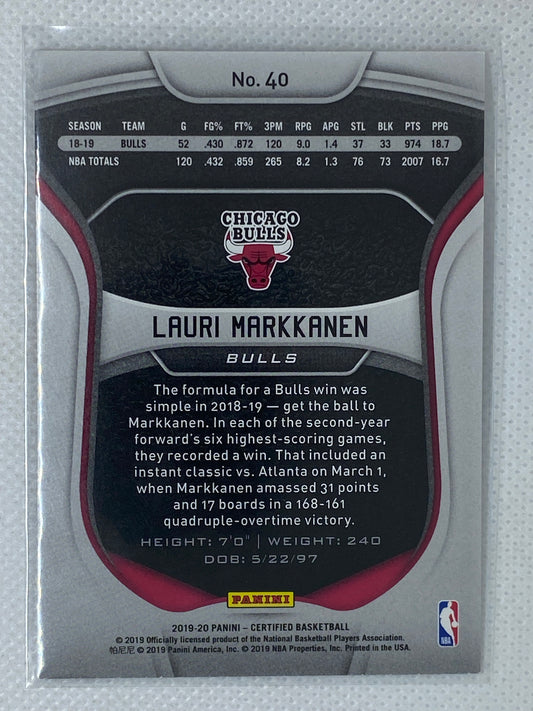 No. 40
SEASON TEAM G FG% FT% 3PM RPG APG STL BLK PTS PPG
18-19 BULLS 52 .430 .872 120 9.0 1.4 37 33 974 18.7
NBA TOTALS 120 .432 .859 265 8.2 1.3 76 73 2007 16.7
CHICAGO
BULLS
LAURI MARKKANEN
BULLS
The formula for a Bulls win was
simple in 2018-19 — get the ball to
Markkanen. In each of the second-year
forward's six highest-scoring games,
they recorded a win. That included an
instant classic vs. Atlanta on March 1,
when Markkanen amassed 31 points
and 17 boards in a 168-161
quadruple-overtime victory.
HEIGHT: 7'0" | WEIGHT: 240
DOB: 5/22/97
PANINI
2019-20 PANINI – CERTIFIED BASKETBALL
© 2019 Officially licensed product of the National Basketball Players Association.
帕尼尼 © 2019 Panini America, Inc. © 2019 NBA Properties, Inc. Printed in the USA.
NBA